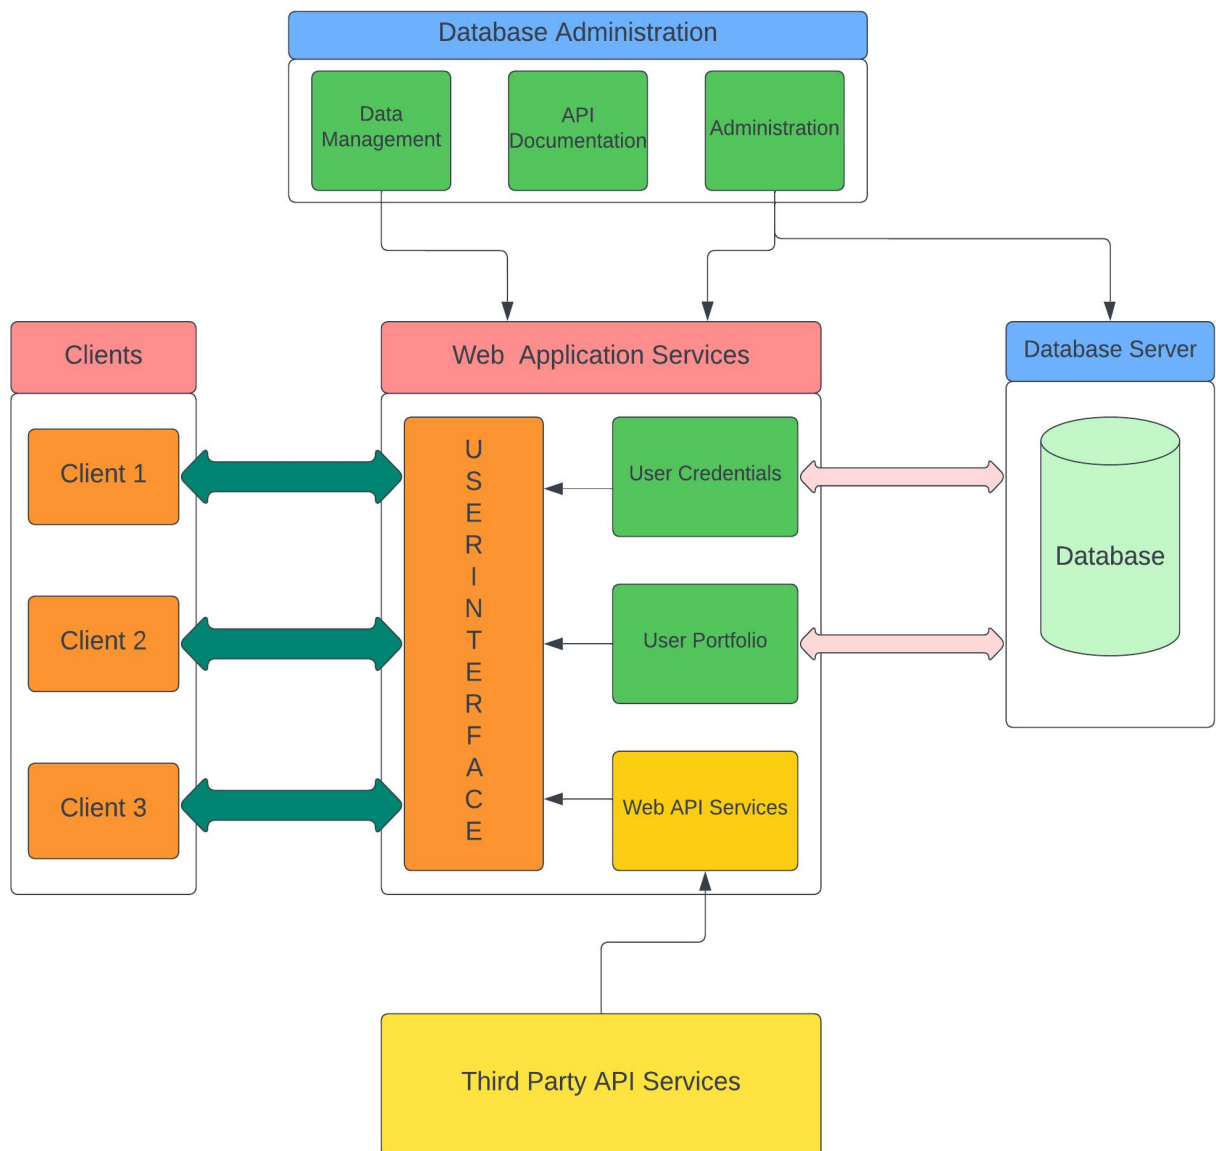 Database Administration
Data
Management
API
Documentation
Administration
Clients
Web Application Services
Database Server
Client 1
Client 2
Client 3
U
S
E
R
I
N
T
E
R
F
A
C
E
User Credentials
User Portfolio
Web API Services
Database
Third Party API Services